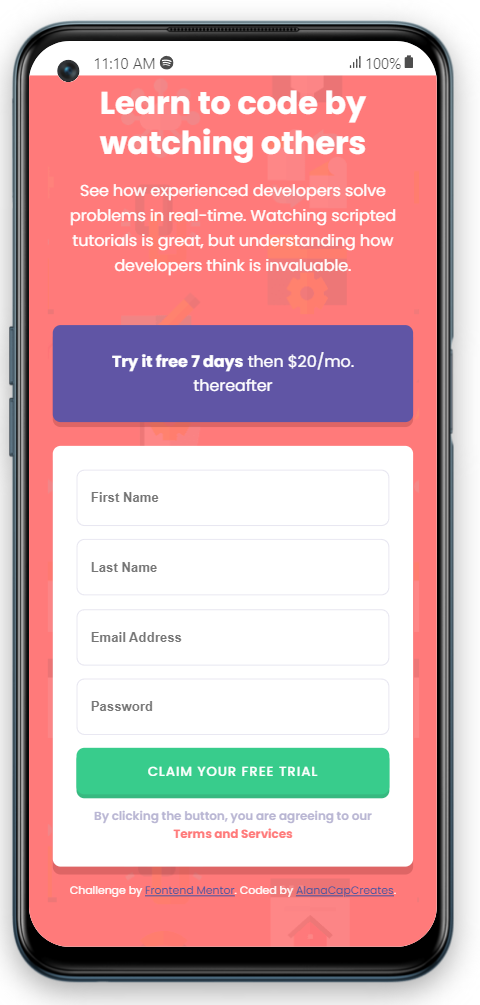 11:10 AM 100%
Learn to code by
watching others
See how experienced developers solve
problems in real-time. Watching scripted
tutorials is great, but understanding how
developers think is invaluable.
Try it free 7 days then $20/mo.
thereafter
First Name
Last Name
Email Address
Password
CLAIM YOUR FREE TRIAL
By clicking the button, you are agreeing to our
Terms and Services
Challenge by Frontend Mentor. Coded by AlanaCapCreates.